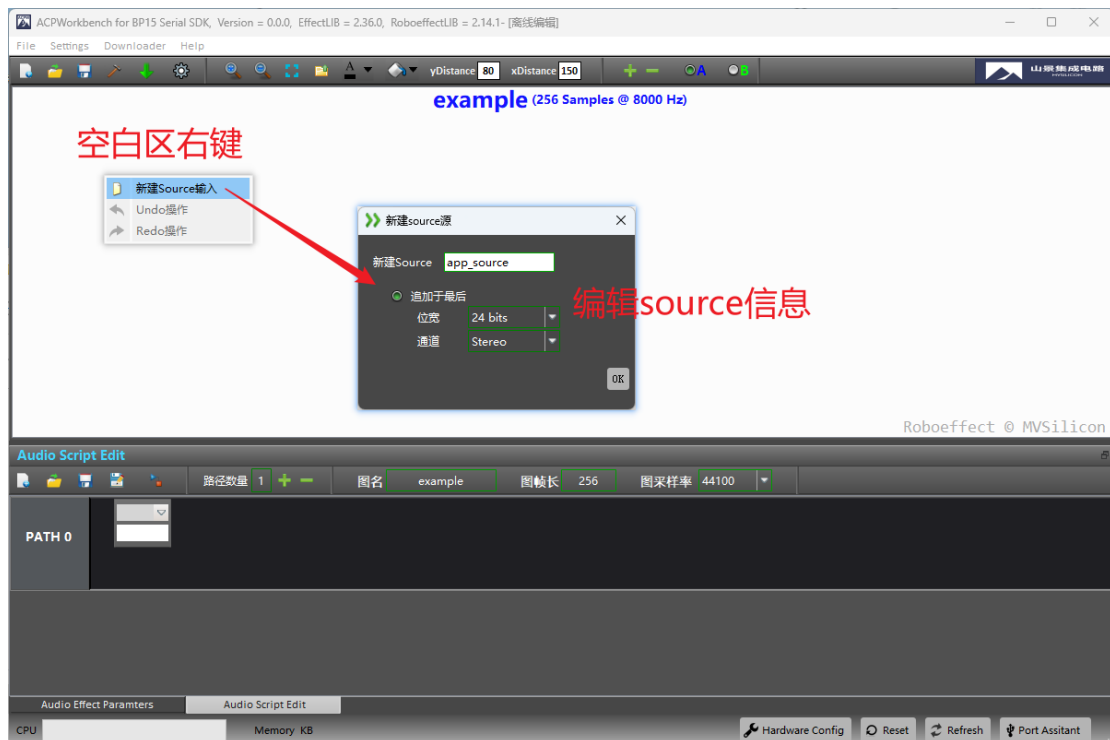 ACPWorkbench for BP15 Serial SDK, Version = 0.0.0, EffectLIB = 2.36.0, RoboeffectLIB = 2.14.1- [离线编辑]
File Settings Downloader Help
A yDistance 80 xDistance 150 A B 山景集成电路
MVSILICON
example (256 Samples @ 8000 Hz)
空白区右键
新建Source输入
Undo操作
Redo操作
新建source源
新建Source app_source
追加于最后
位宽 24 bits
通道 Stereo
编辑source信息
OK
Roboeffect © MVSilicon
Audio Script Edit
路径数量 1 图名 example 图帧长 256 图采样率 44100
PATH 0
Audio Effect Paramters Audio Script Edit
CPU Memory KB Hardware Config Reset Refresh Port Assitant